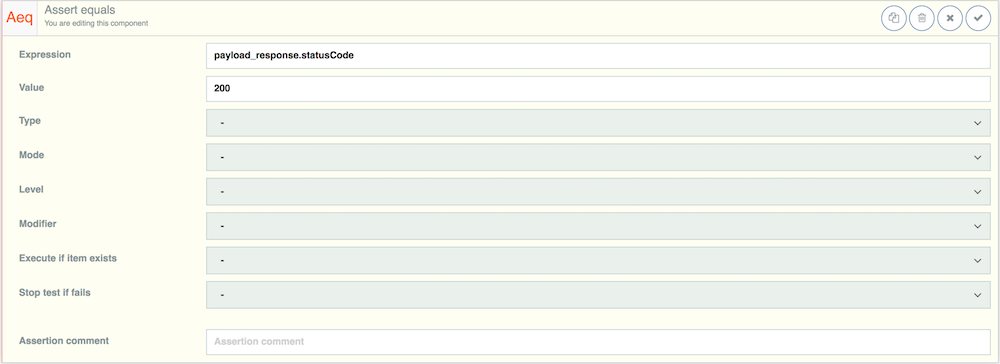 Aeq
Assert equals
You are editing this component
Expression
payload_response.statusCode
Value
200
Type
-
Mode
-
Level
-
Modifier
-
Execute if item exists
-
Stop test if fails
-
Assertion comment
Assertion comment